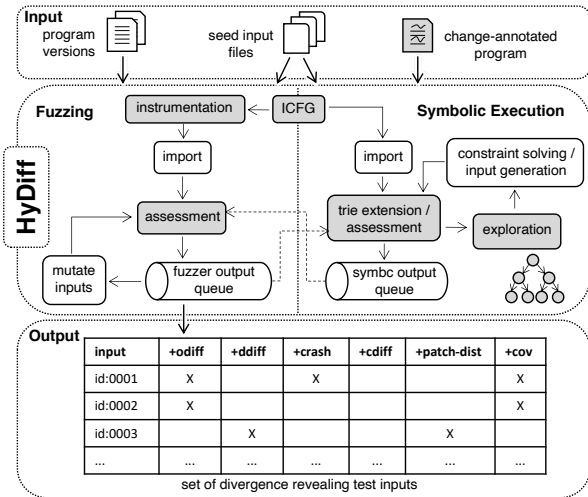 Input
program
versions
seed input
files
change-annotated
program
Fuzzing
instrumentation
ICFG
Symbolic Execution
HyDiff
import
import
constraint solving /
input generation
assessment
trie extension /
assessment
exploration
mutate
inputs
fuzzer output
queue
symbc output
queue
Output
input +odiff +ddiff +crash +cdiff +patch-dist +cov
id:0001 X X X
id:0002 X X
id:0003 X X
... ... ... ... ... ... ...
set of divergence revealing test inputs